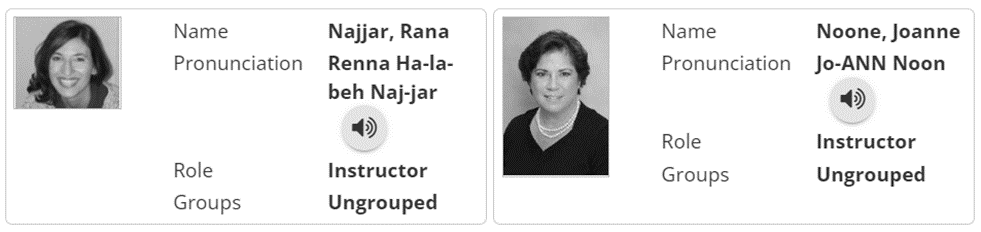 Name Najjar, Rana
Pronunciation Renna Ha-la-
beh Naj-jar
Role Instructor
Groups Ungrouped
Name Noone, Joanne
Pronunciation Jo-ANN Noon
Role Instructor
Groups Ungrouped